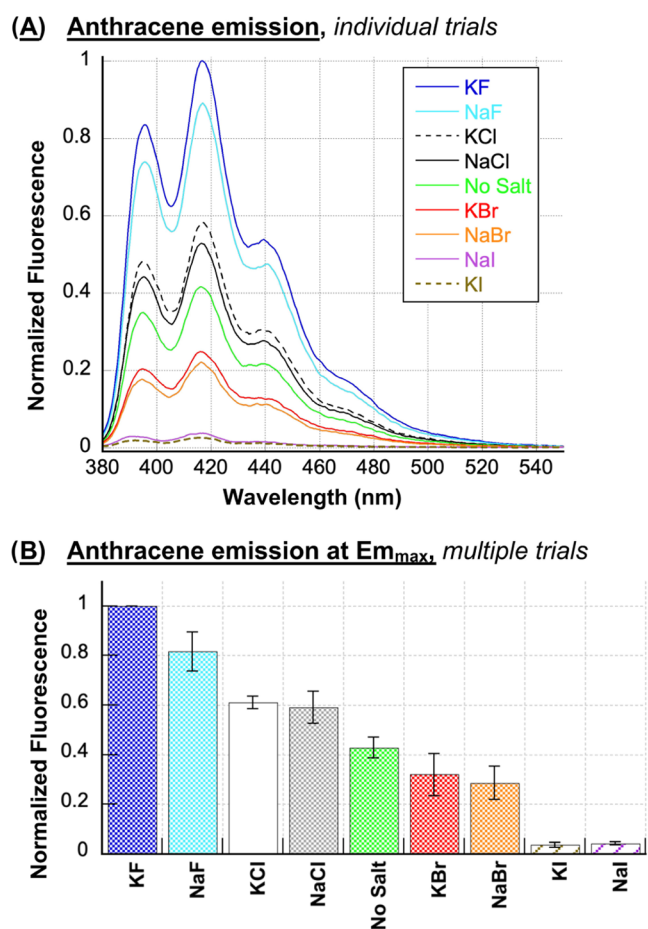 (A) Anthracene emission, individual trials
1
0.8
0.6
0.4
0.2
0
Normalized Fluorescence
KF
NaF
KCl
NaCl
No Salt
KBr
NaBr
NaI
KI
380 400 420 440 460 480 500 520 540
Wavelength (nm)
(B) Anthracene emission at Emmax, multiple trials
1
0.8
0.6
0.4
0.2
0
Normalized Fluorescence
KF NaF KCl NaCl No Salt KBr NaBr KI NaI